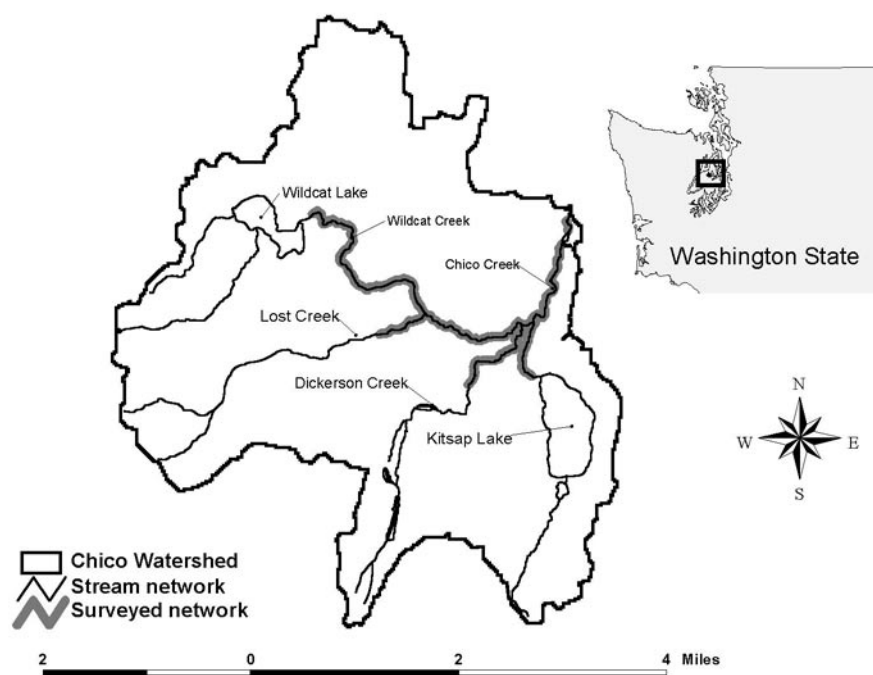 Wildcat Lake
Wildcat Creek
Chico Creek
Washington State
Lost Creek
Dickerson Creek
Kitsap Lake
N
W
E
S
Chico Watershed
Stream network
Surveyed network
2 0 2 4 Miles